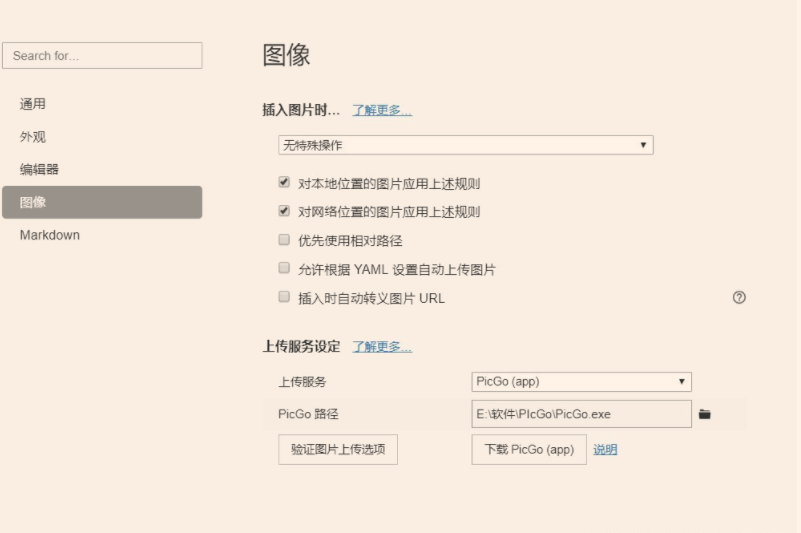 Search for...
通用
外观
编辑器
图像
Markdown
图像
插入图片时... 了解更多...
无特殊操作
对本地位置的图片应用上述规则
对网络位置的图片应用上述规则
优先使用相对路径
允许根据 YAML 设置自动上传图片
插入时自动转义图片 URL
上传服务设定 了解更多...
上传服务 PicGo (app)
PicGo 路径 E:\软件\PIcGo\PicGo.exe
验证图片上传选项 下载 PicGo (app) 说明